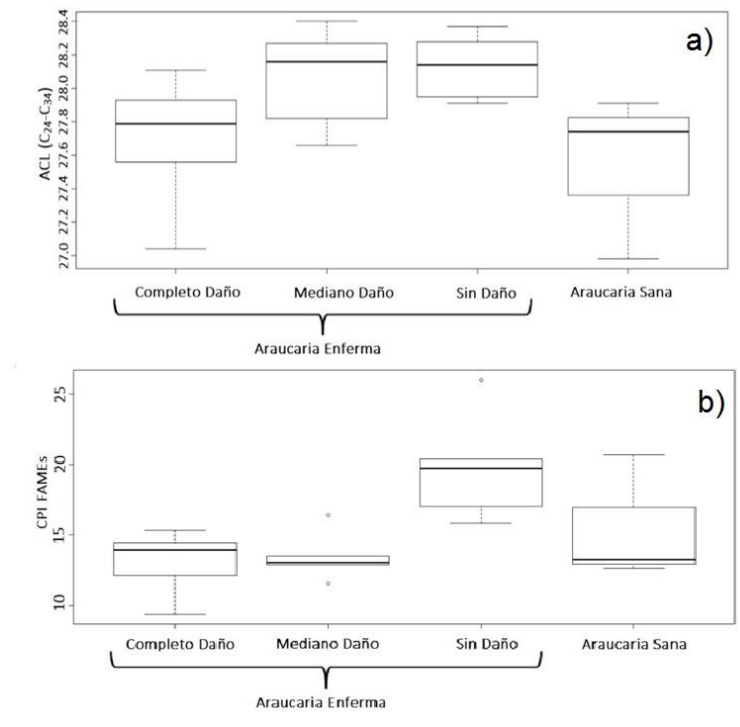 a)
ACL (C24-C34)
28.4
28.2
28.0
27.8
27.6
27.4
27.2
27.0
Completo Daño Mediano Daño Sin Daño Araucaria Sana
Araucaria Enferma
b)
CPI FAMEs
25
20
15
10
Completo Daño Mediano Daño Sin Daño Araucaria Sana
Araucaria Enferma